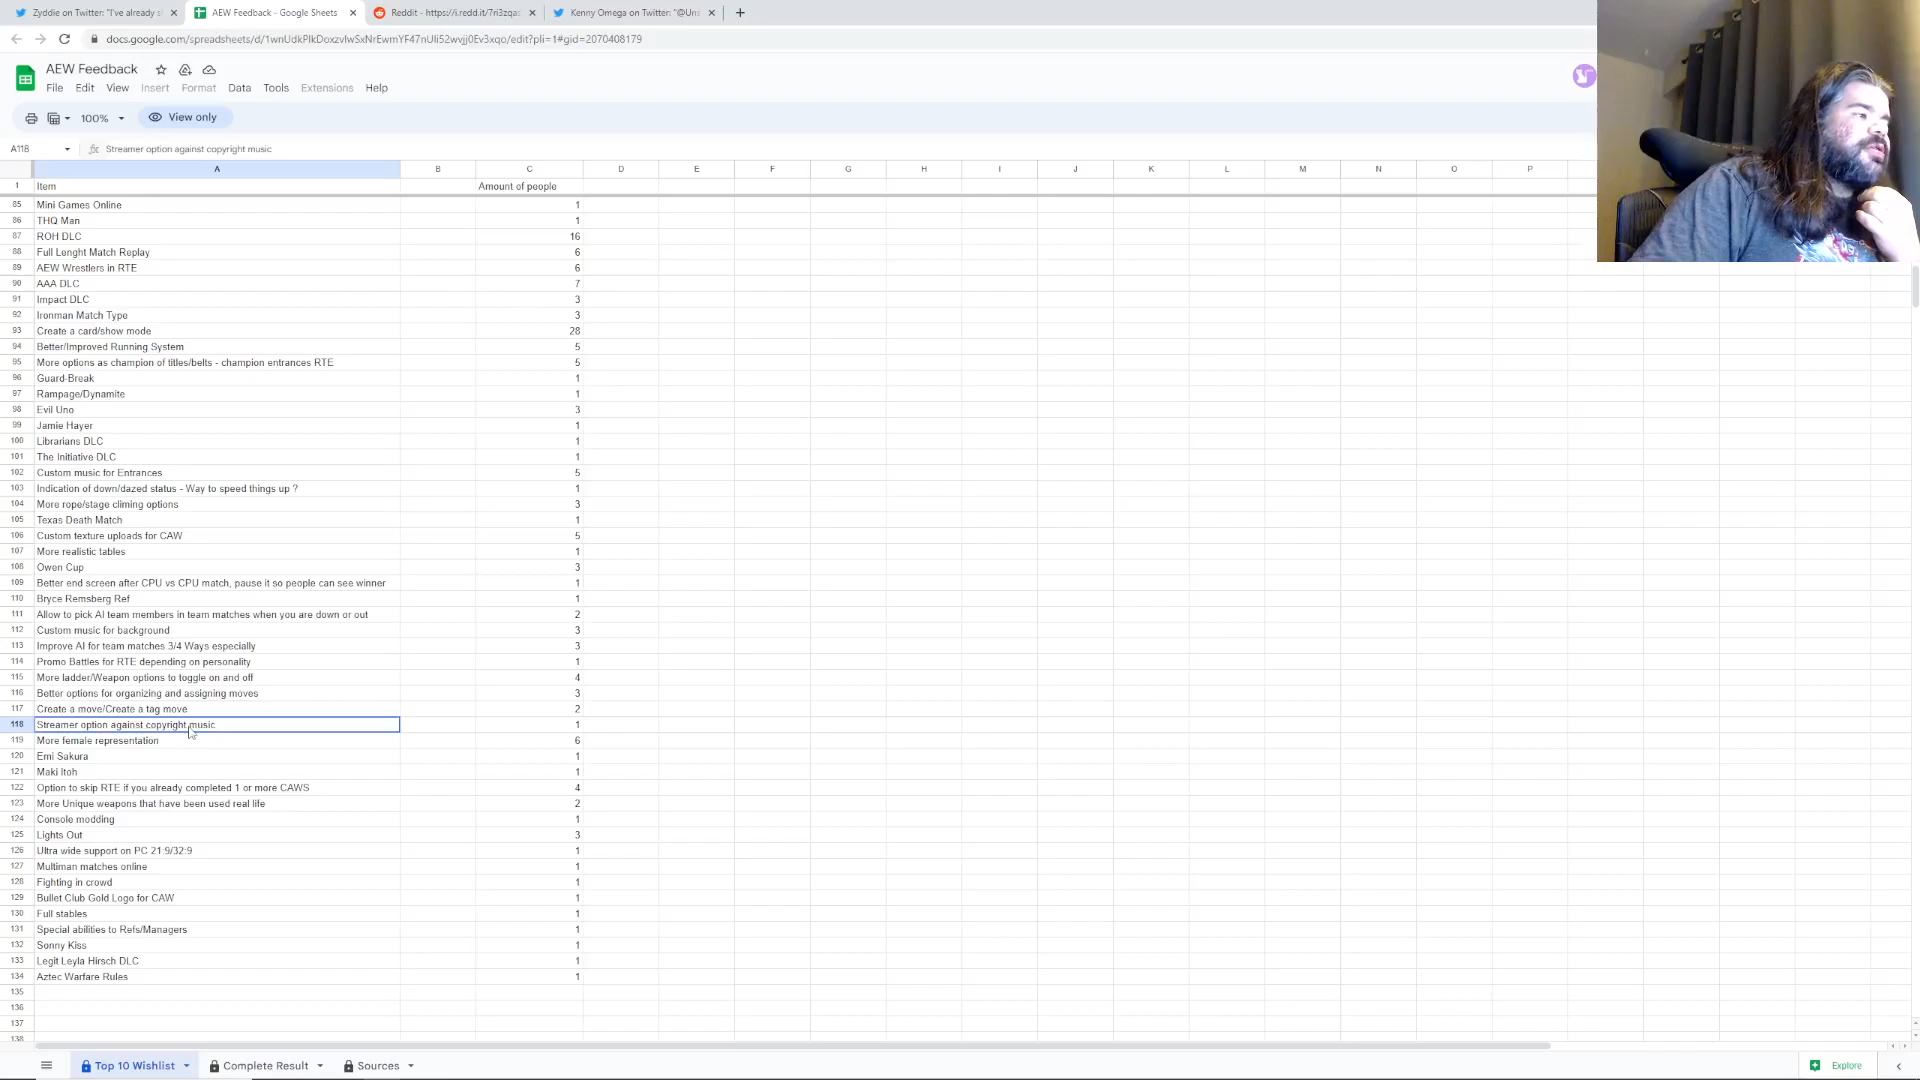 Zyddie on Twitter: "I've already s
AEW Feedback - Google Sheets
Reddit - https://i.redd.it/7ri3zqa
Kenny Omega on Twitter: "@Un
docs.google.com/spreadsheets/d/
/edit?pli=1#gid=2070408179
AEW Feedback
File Edit View Insert Format Data Tools Extensions Help
100% View only
A118 fx Streamer option against copyright music
A B C D E F G H I J K L M N O P
1 Item Amount of people
85 Mini Games Online 1
86 THQ Man 1
87 ROH DLC 16
88 Full Lenght Match Replay 6
89 AEW Wrestlers in RTE 6
90 AAA DLC 7
91 Impact DLC 3
92 Ironman Match Type 3
93 Create a card/show mode 28
94 Better/Improved Running System 5
95 More options as champion of titles/belts - champion entrances RTE 5
96 Guard-Break 1
97 Rampage/Dynamite 1
98 Evil Uno 3
99 Jamie Hayer 1
100 Librarians DLC 1
101 The Initiative DLC 1
102 Custom music for Entrances 5
103 Indication of down/dazed status - Way to speed things up ? 1
104 More rope/stage climing options 3
105 Texas Death Match 1
106 Custom texture uploads for CAW 5
107 More realistic tables 1
108 Owen Cup 3
109 Better end screen after CPU vs CPU match, pause it so people can see winner 1
110 Bryce Remsberg Ref 1
111 Allow to pick AI team members in team matches when you are down or out 2
112 Custom music for background 3
113 Improve AI for team matches 3/4 Ways especially 3
114 Promo Battles for RTE depending on personality 1
115 More ladder/Weapon options to toggle on and off 4
116 Better options for organizing and assigning moves 3
117 Create a move/Create a tag move 2
118 Streamer option against copyright music 1
119 More female representation 6
120 Emi Sakura 1
121 Maki Itoh 1
122 Option to skip RTE if you already completed 1 or more CAWS 4
123 More Unique weapons that have been used real life 2
124 Console modding 1
125 Lights Out 3
126 Ultra wide support on PC 21:9/32:9 1
127 Multiman matches online 1
128 Fighting in crowd 1
129 Bullet Club Gold Logo for CAW 1
130 Full stables 1
131 Special abilities to Refs/Managers 1
132 Sonny Kiss 1
133 Legit Leyla Hirsch DLC 1
134 Aztec Warfare Rules 1
135
136
137
138
Top 10 Wishlist Complete Result Sources Explore